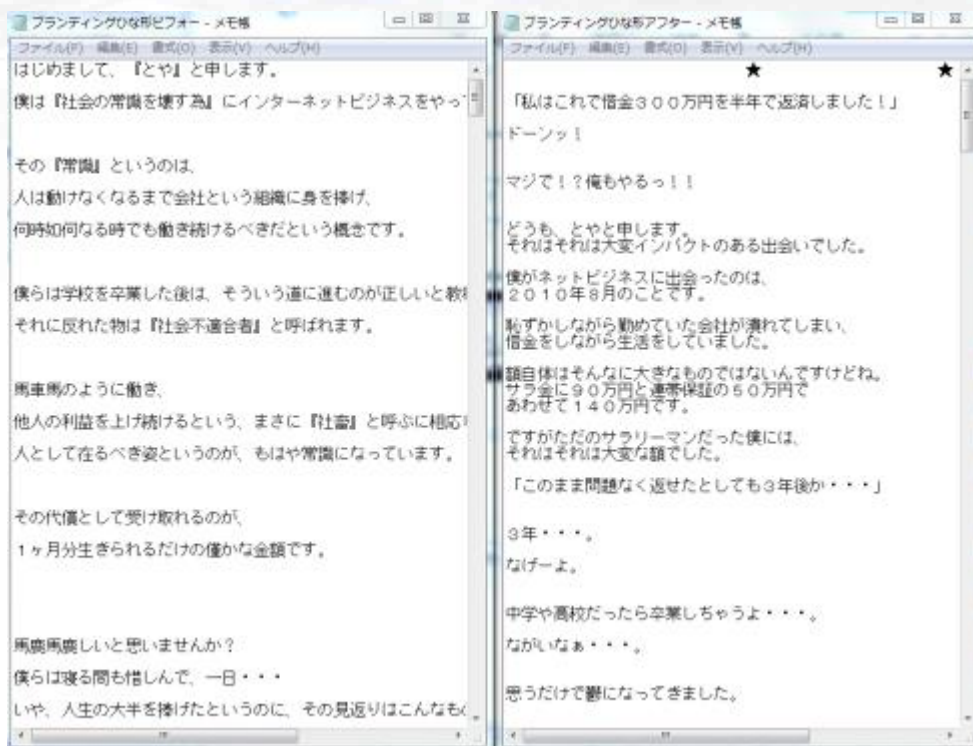 ブランディングひな形ビフォー - メモ帳
ファイル(F) 編集(E) 書式(O) 表示(V) ヘルプ(H)
はじめまして、『とや』と申します。
僕は『社会の常識を壊す為』にインターネットビジネスをやっ
その『常識』というのは、
人は動けなくなるまで会社という組織に身を捧げ、
何時如何なる時でも働き続けるべきだという概念です。
僕らは学校を卒業した後は、そういう道に進むのが正しいと教
それに反れた物は『社会不適合者』と呼ばれます。
馬車馬のように働き、
他人の利益を上げ続けるという、まさに『社畜』と呼ぶに相応
人として在るべき姿というのが、もはや常識になっています。
その代償として受け取れるのが、
1ヶ月分生きられるだけの僅かな金額です。
馬鹿馬鹿しいと思いませんか?
僕らは寝る間も惜しんで、一日・・・
いや、人生の大半を捧げたというのに、その見返りはこんなも
ブランディングひな形アフター - メモ帳
ファイル(F) 編集(E) 書式(O) 表示(V) ヘルプ(H)
★ ★
「私はこれで借金300万円を半年で返済しました!」
ドーンッ!
マジで!?俺もやるっ!!
どうも、とやと申します。
それはそれは大変インパクトのある出会いでした。
僕がネットビジネスに出会ったのは、
2010年8月のことです。
恥ずかしながら勤めていた会社が潰れてしまい、
借金をしながら生活をしていました。
額自体はそんなに大きなものではないんですけどね。
サラ金に90万円と連帯保証の50万円で
あわせて140万円です。
ですがただのサラリーマンだった僕には、
それはそれは大変な額でした。
「このまま問題なく返せたとしても3年後か・・・」
3年・・・。
なげーよ。
中学や高校だったら卒業しちゃうよ・・・。
ながいなぁ・・・。
思うだけで鬱になってきました。